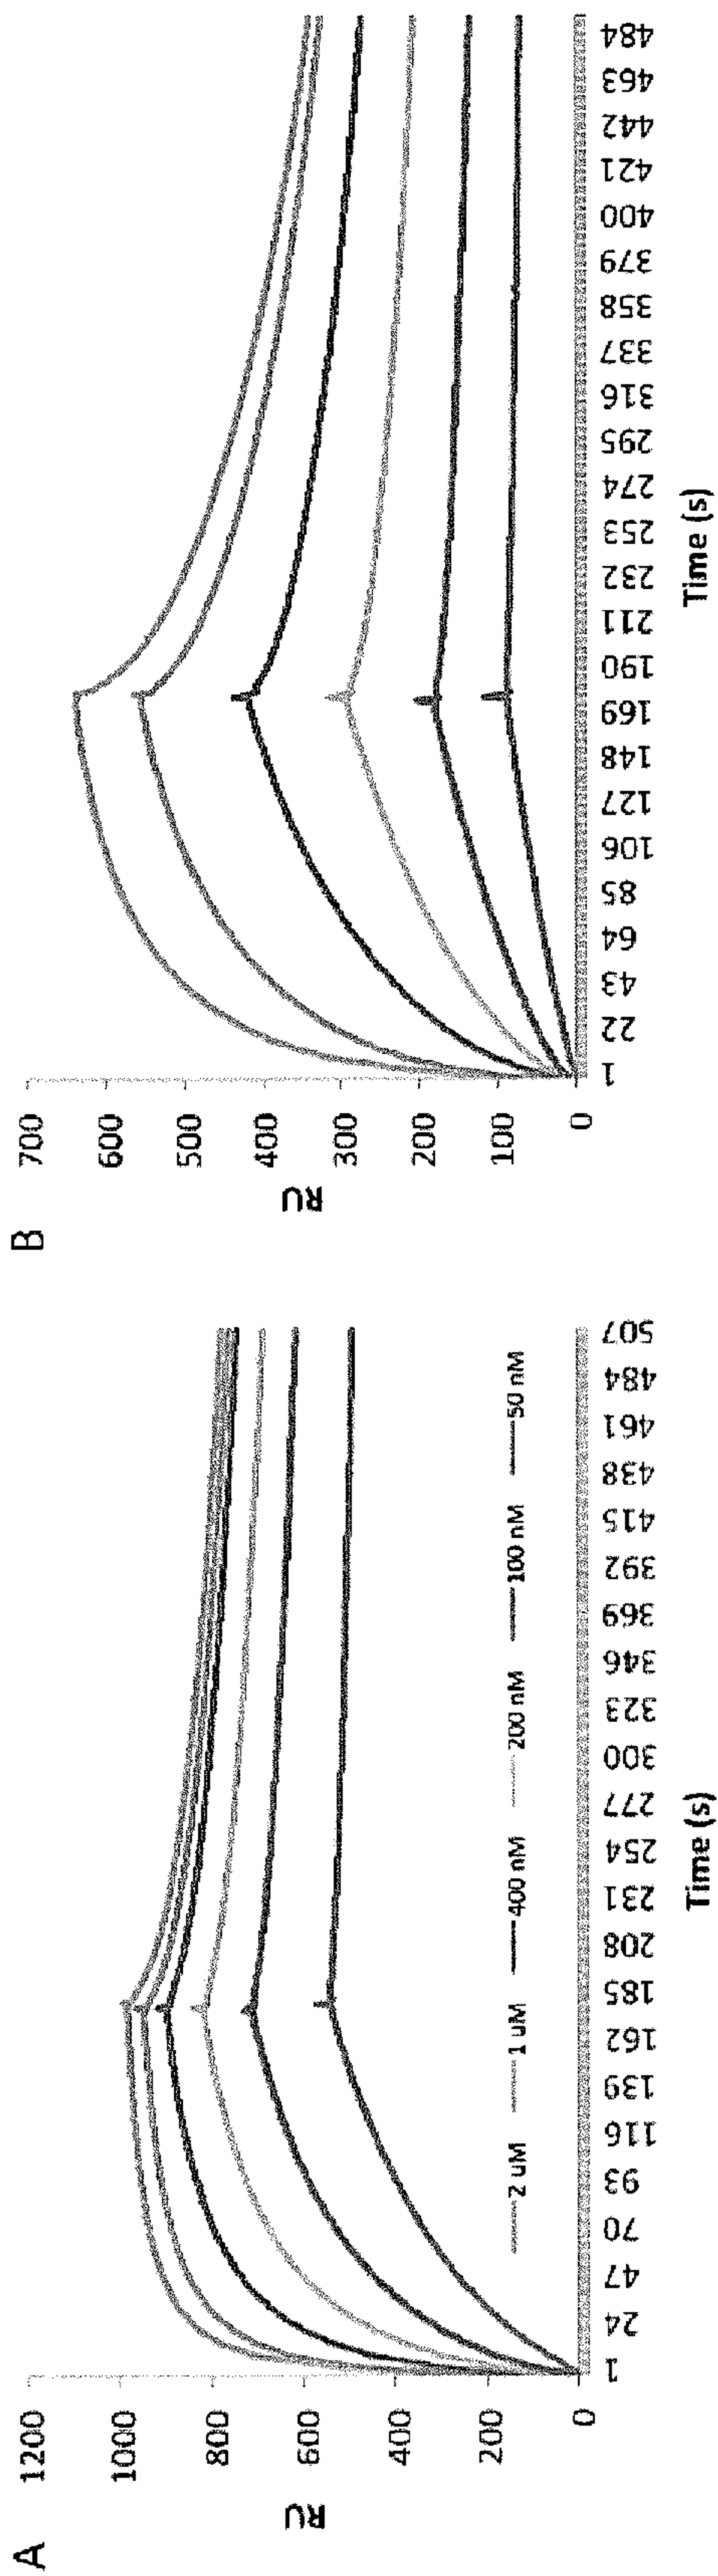 A
RU
1200
1000
800
600
400
200
0
2 uM
1 uM
400 nM
200 nM
100 nM
50 nM
1 24 47 70 93 116 139 162 185 208 231 254 277 300 323 346 369 392 415 438 461 484 507
Time (s)
B
RU
700
600
500
400
300
200
100
0
1 22 43 64 85 106 127 148 169 190 211 232 253 274 295 316 337 358 379 400 421 442 463 484
Time (s)